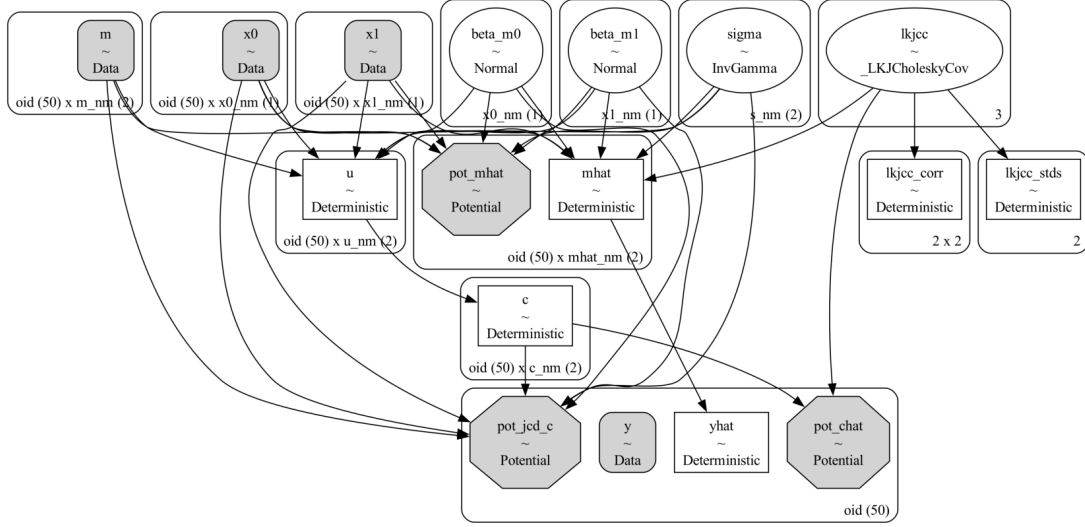 m
~
Data
oid (50) x m_nm (2)
x0
~
Data
oid (50) x x0_nm (1)
x1
~
Data
oid (50) x x1_nm (1)
beta_m0
~
Normal
x0_nm (1)
beta_m1
~
Normal
x1_nm (1)
sigma
~
InvGamma
s_nm (2)
lkjcc
~
_LKJCholeskyCov
3
u
~
Deterministic
oid (50) x u_nm (2)
pot_mhat
~
Potential
mhat
~
Deterministic
oid (50) x mhat_nm (2)
lkjcc_corr
~
Deterministic
2 x 2
lkjcc_stds
~
Deterministic
2
c
~
Deterministic
oid (50) x c_nm (2)
pot_jcd_c
~
Potential
y
~
Data
yhat
~
Deterministic
pot_chat
~
Potential
oid (50)